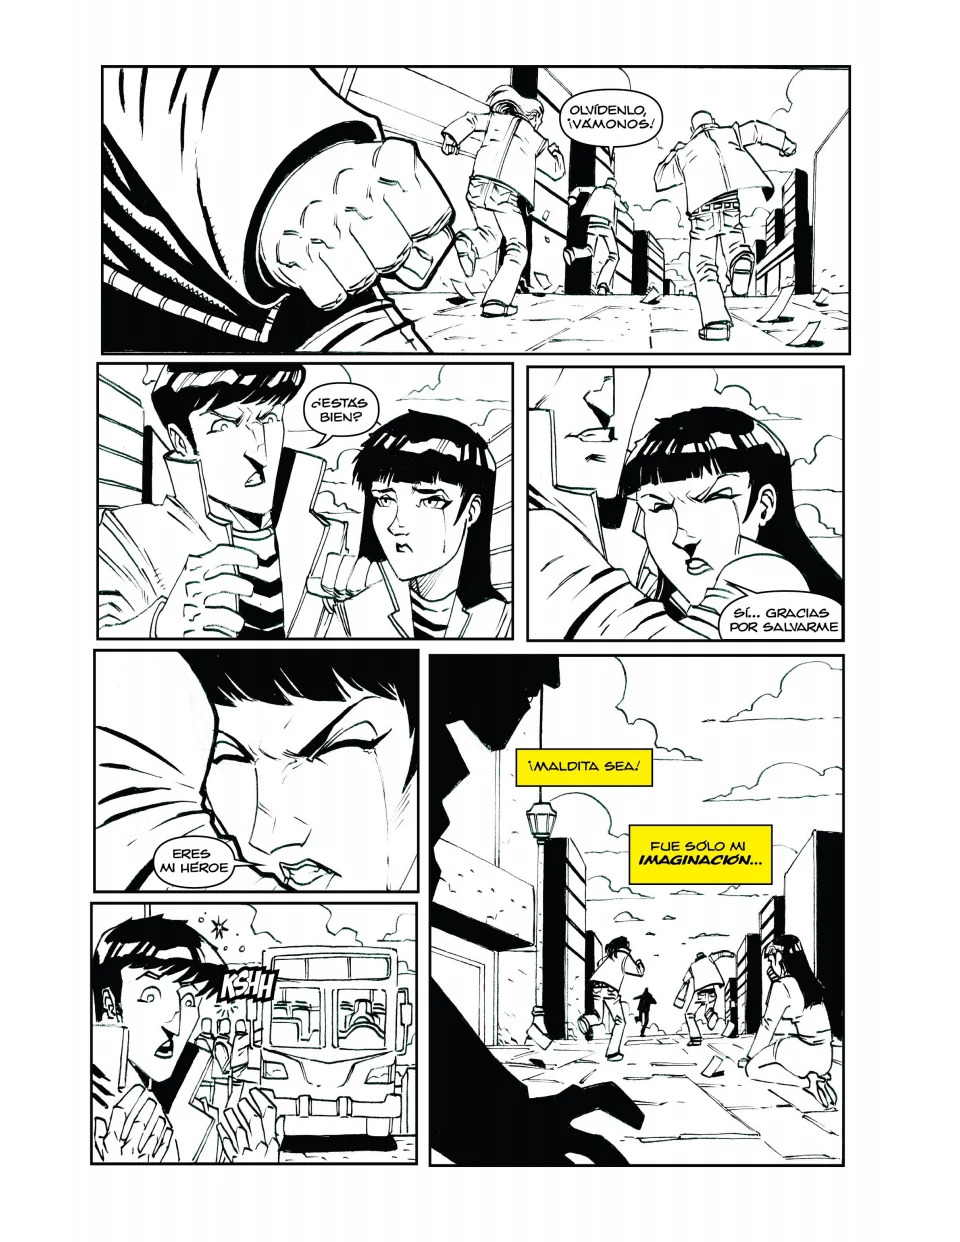 OLVÍDENLO,
¡VÁMONOS!
¿ESTÁS
BIEN?
SÍ... GRACIAS
POR SALVARME
ERES
MI HÉROE
KSHH
¡MALDITA SEA!
FUE SÓLO MI
IMAGINACIÓN...